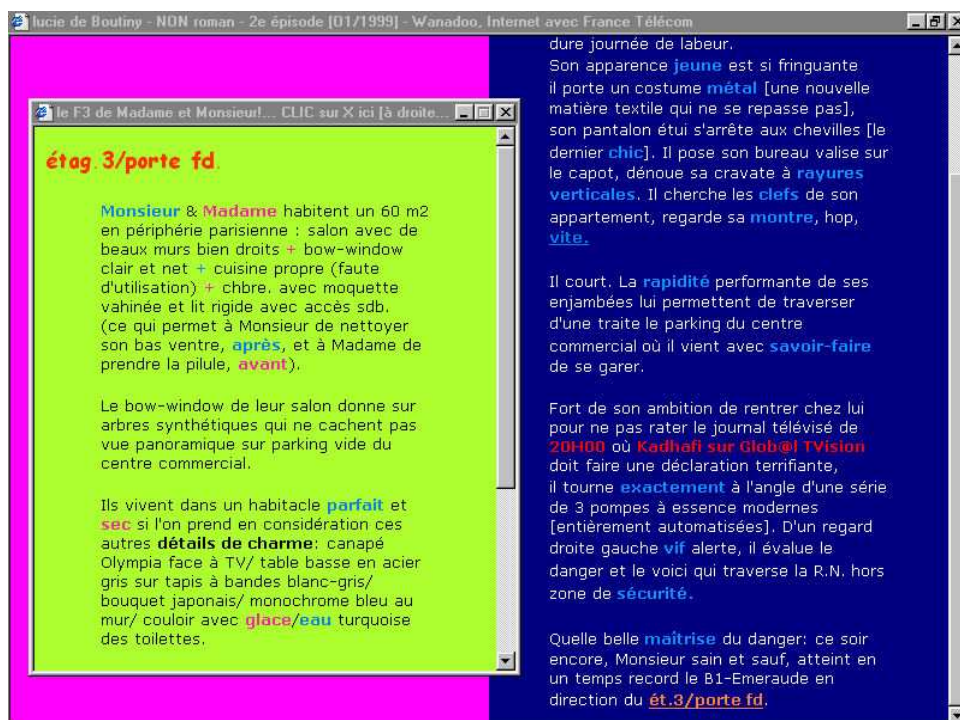 lucie de Boutiny - NON roman - 2e épisode [01/1999] - Wanadoo, Internet avec France Télécom
le F3 de Madame et Monsieur!... CLIC sur X ici [à droite...
étag.3/porte fd.
Monsieur & Madame habitent un 60 m2
en périphérie parisienne : salon avec de
beaux murs bien droits + bow-window
clair et net + cuisine propre (faute
d'utilisation) + chbre. avec moquette
vahinée et lit rigide avec accès sdb.
(ce qui permet à Monsieur de nettoyer
son bas ventre, après, et à Madame de
prendre la pilule, avant).
Le bow-window de leur salon donne sur
arbres synthétiques qui ne cachent pas
vue panoramique sur parking vide du
centre commercial.
Ils vivent dans un habitacle parfait et
sec si l'on prend en considération ces
autres détails de charme: canapé
Olympia face à TV/ table basse en acier
gris sur tapis à bandes blanc-gris/
bouquet japonais/ monochrome bleu au
mur/ couloir avec glace/eau turquoise
des toilettes.
dure journée de labeur.
Son apparence jeune est si fringuante
il porte un costume métal [une nouvelle
matière textile qui ne se repasse pas],
son pantalon étui s'arrête aux chevilles [le
dernier chic]. Il pose son bureau valise sur
le capot, dénoue sa cravate à rayures
verticales. Il cherche les clefs de son
appartement, regarde sa montre, hop,
vite.
Il court. La rapidité performante de ses
enjambées lui permettent de traverser
d'une traite le parking du centre
commercial où il vient avec savoir-faire
de se garer.
Fort de son ambition de rentrer chez lui
pour ne pas rater le journal télévisé de
20H00 où Kadhafi sur Glob@l TVision
doit faire une déclaration terrifiante,
il tourne exactement à l'angle d'une série
de 3 pompes à essence modernes
[entièrement automatisées]. D'un regard
droite gauche vif alerte, il évalue le
danger et le voici qui traverse la R.N. hors
zone de sécurité.
Quelle belle maîtrise du danger: ce soir
encore, Monsieur sain et sauf, atteint en
un temps record le B1-Emeraude en
direction du ét.3/porte fd.